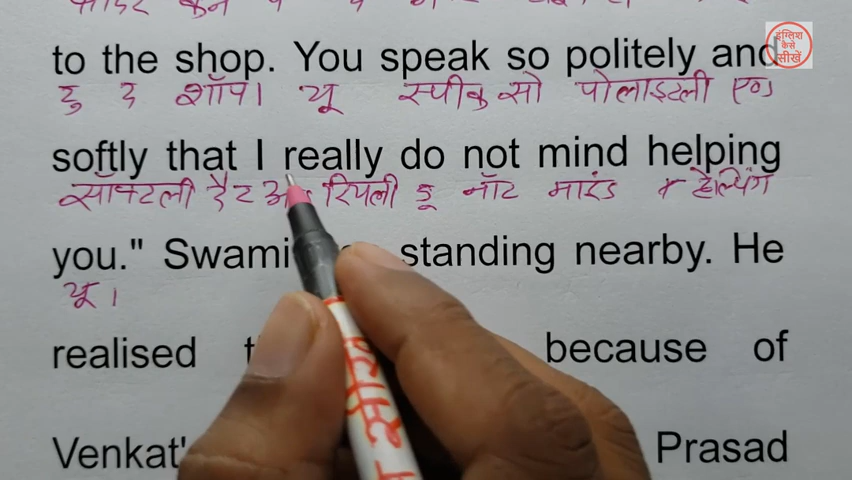 to the shop. You speak so politely and
टु द शॉप। यू स्पीक सो पोलाइटली एण्ड
इंग्लिश
कैसे
सीखें
softly that I really do not mind helping
सॉफ्टली दैट रियली डू नॉट माइंड हेल्पिंग
you." Swami standing nearby. He
यू।
realised because of
Venkat' Prasad